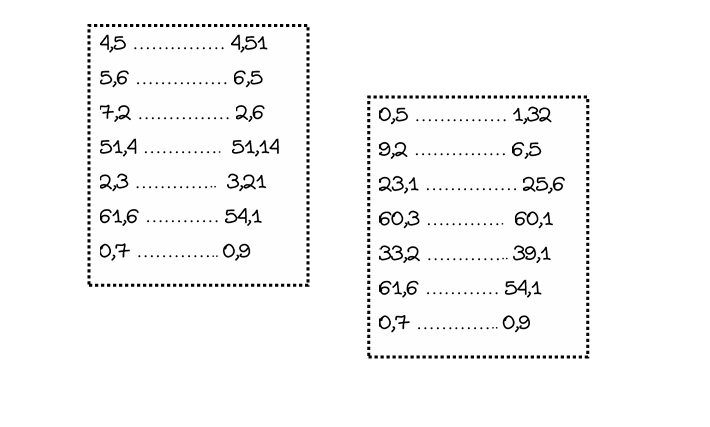 4,5 ............... 4,51
5,6 ............... 6,5
7,2 ............... 2,6
51,4 ............. 51,14
2,3 .............. 3,21
61,6 ............ 54,1
0,7 .............. 0,9
0,5 ............... 1,32
9,2 ............... 6,5
23,1 ............... 25,6
60,3 ............. 60,1
33,2 .............. 39,1
61,6 ............ 54,1
0,7 .............. 0,9